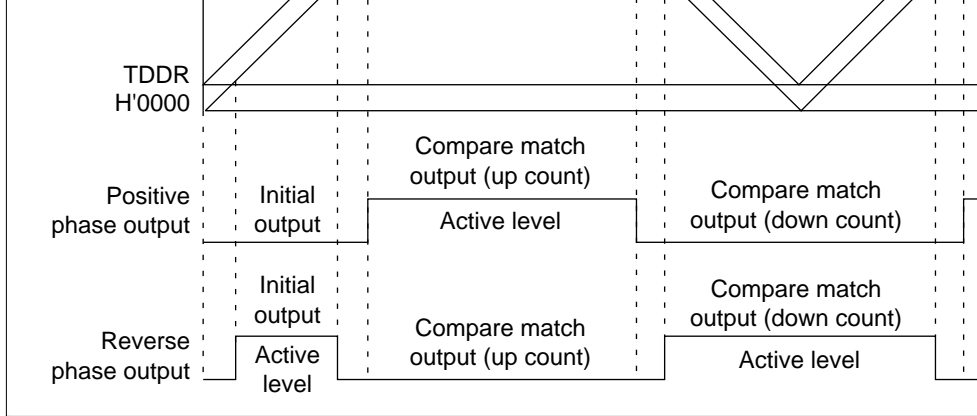 TDDR
H'0000
Compare match
output (up count)
Positive
phase output
Initial
output
Active level
Compare match
output (down count)
Reverse
phase output
Initial
output
Active
level
Compare match
output (up count)
Compare match
output (down count)
Active level